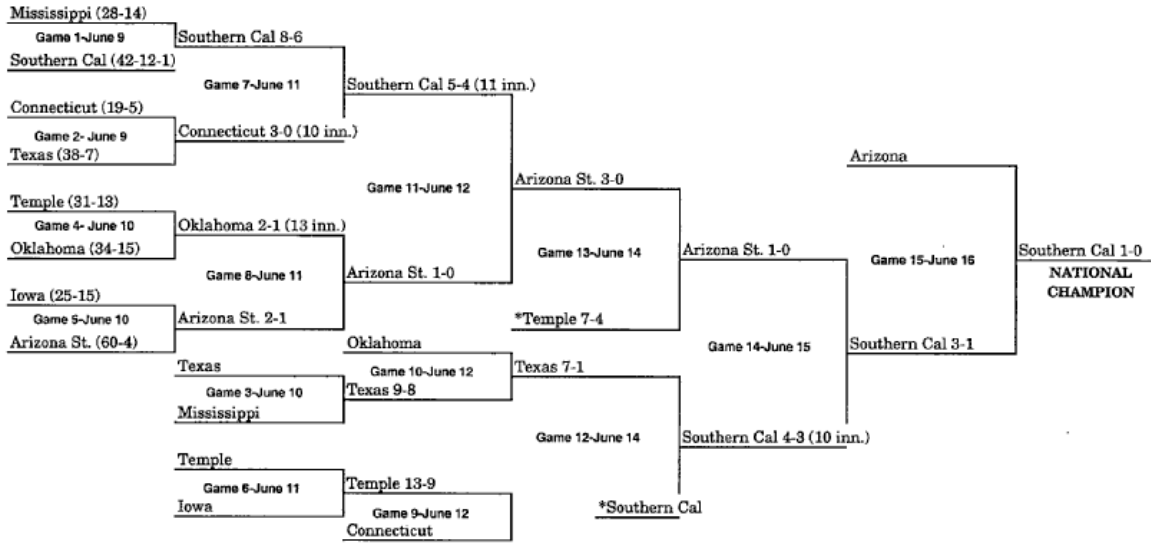 Mississippi (28-14)
Game 1-June 9
Southern Cal (42-12-1)
Southern Cal 8-6
Game 7-June 11
Connecticut (19-5)
Game 2- June 9
Texas (38-7)
Connecticut 3-0 (10 inn.)
Southern Cal 5-4 (11 inn.)
Game 11-June 12
Temple (31-13)
Game 4- June 10
Oklahoma (34-15)
Oklahoma 2-1 (13 inn.)
Game 8-June 11
Iowa (25-15)
Game 5-June 10
Arizona St. (60-4)
Arizona St. 2-1
Arizona St. 1-0
Arizona St. 3-0
Game 13-June 14
*Temple 7-4
Arizona St. 1-0
Game 14-June 15
Oklahoma
Game 10-June 12
Texas 9-8
Texas
Game 3-June 10
Mississippi
Texas 7-1
Game 12-June 14
*Southern Cal
Southern Cal 4-3 (10 inn.)
Temple
Game 6-June 11
Iowa
Temple 13-9
Game 9-June 12
Connecticut
Arizona
Game 15-June 16
Southern Cal 3-1
Southern Cal 1-0
NATIONAL
CHAMPION